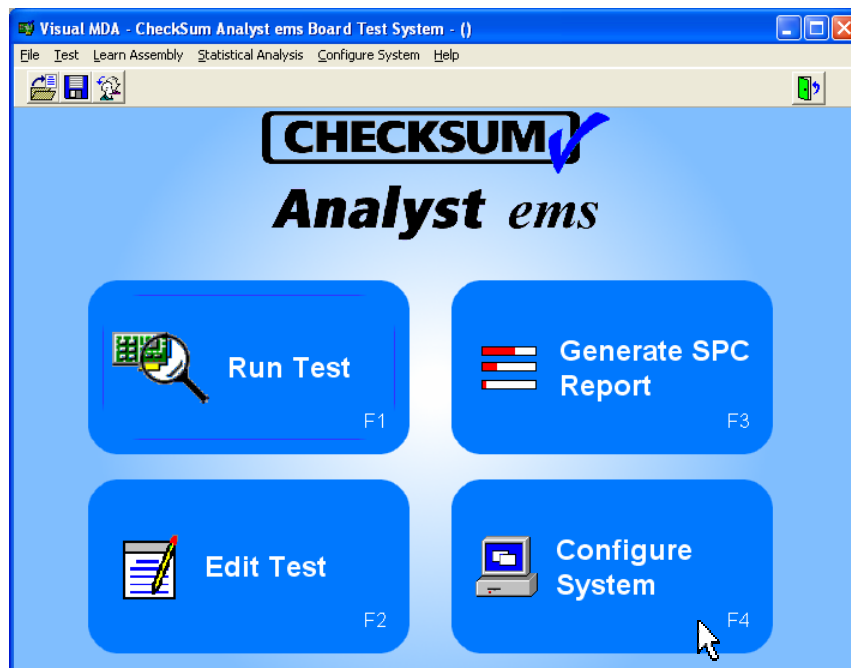 Visual MDA - CheckSum Analyst ems Board Test System - ()
File Test Learn Assembly Statistical Analysis Configure System Help
CHECKSUM
Analyst ems
Run Test
F1
Generate SPC
Report
F3
Edit Test
F2
Configure
System
F4